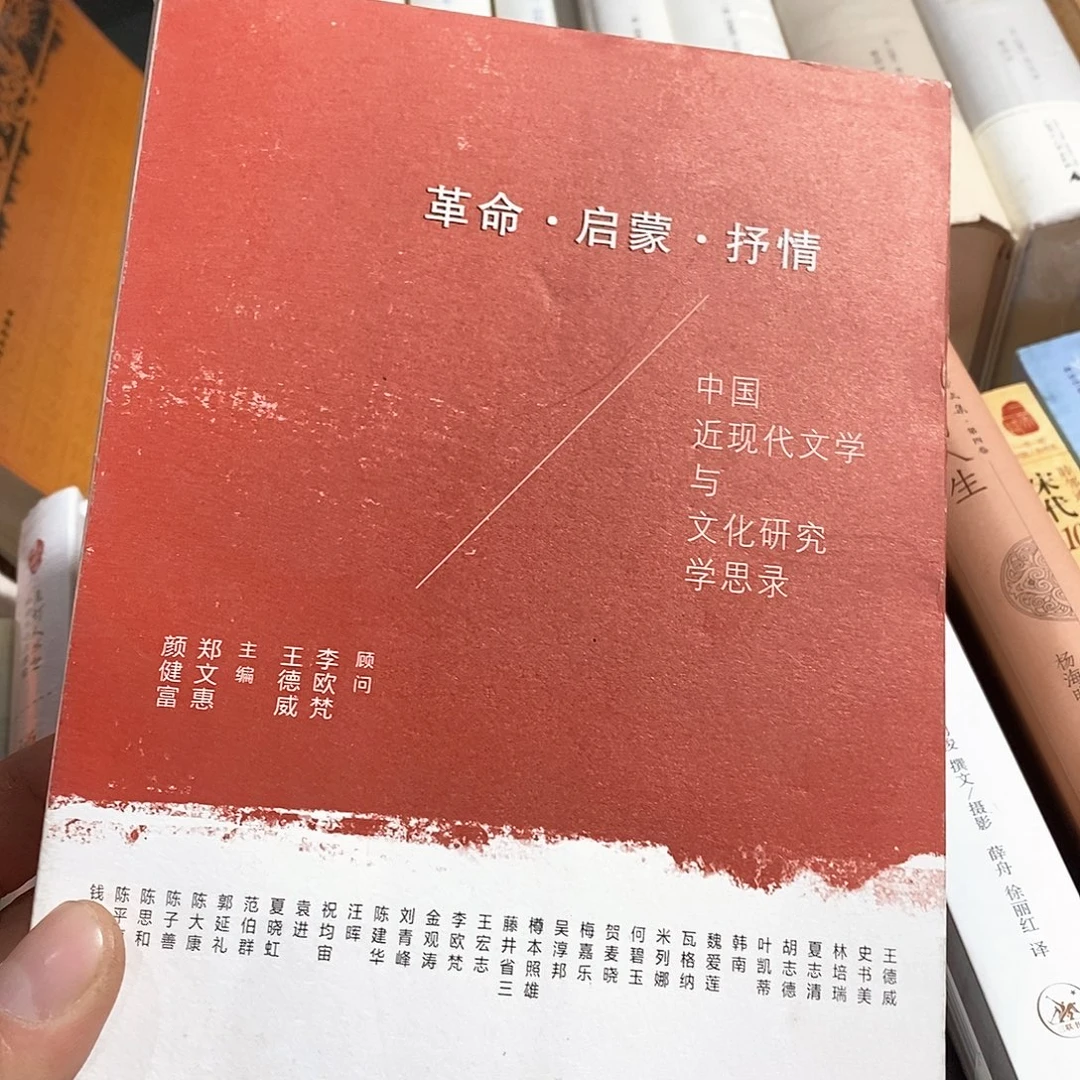 革命·启蒙·抒情
中国
近现代文学
与
文化研究
学思录
顾问
李欧梵
王德威
主编
郑文惠
颜健富
王德威
史书美
林培瑞
夏志清
胡志德
叶凯蒂
韩南
魏爱莲
瓦格纳
米列娜
何碧玉
贺麦晓
梅嘉乐
吴淳邦
樽本照雄
藤井省三
王宏志
李欧梵
金观涛
刘青峰
陈建华
汪晖
祝均宙
袁进
夏晓虹
范伯群
郭延礼
陈大康
陈子善
陈思和
陈平
钱
生
杨海
宋代
第四卷
撰文/摄影
薛舟 徐丽红 译